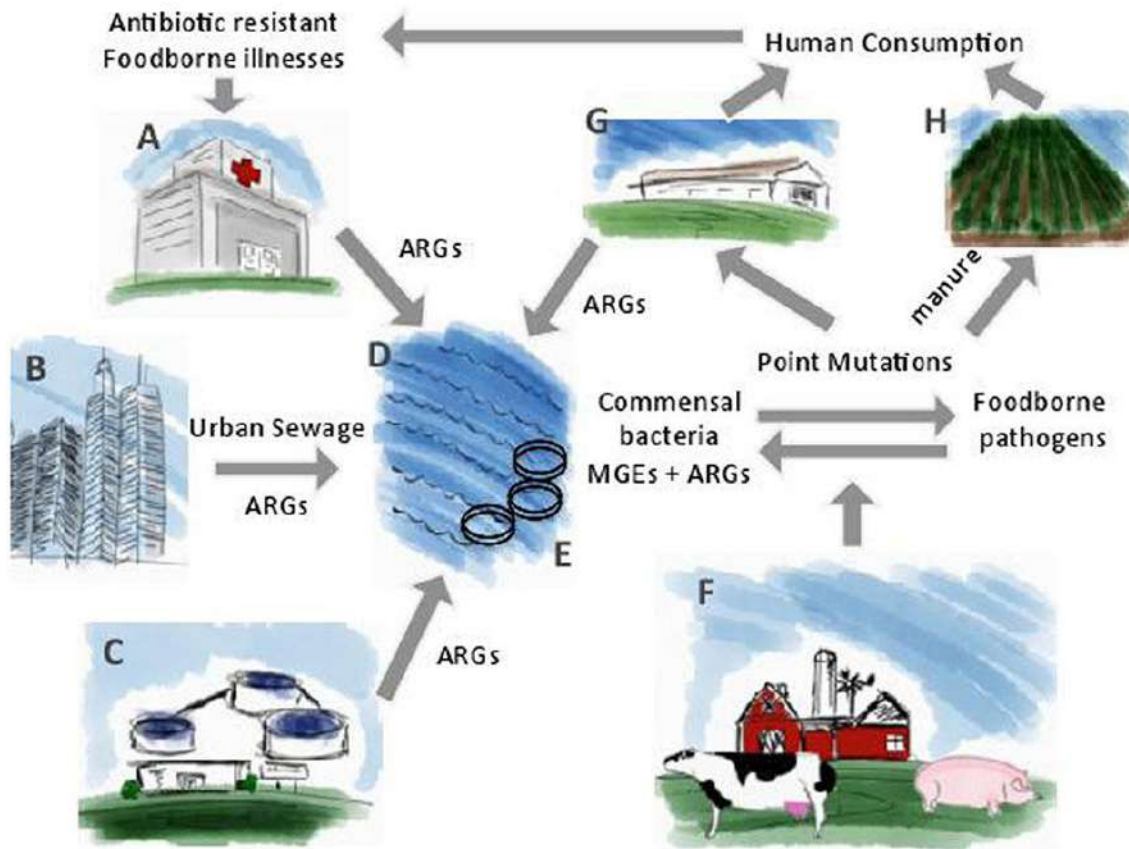 Antibiotic resistant
Foodborne illnesses
Human Consumption
A
G
H
ARGs
ARGs
manure
B
D
Point Mutations
Urban Sewage
Commensal
bacteria
Foodborne
pathogens
MGEs + ARGs
ARGs
E
F
C
ARGs